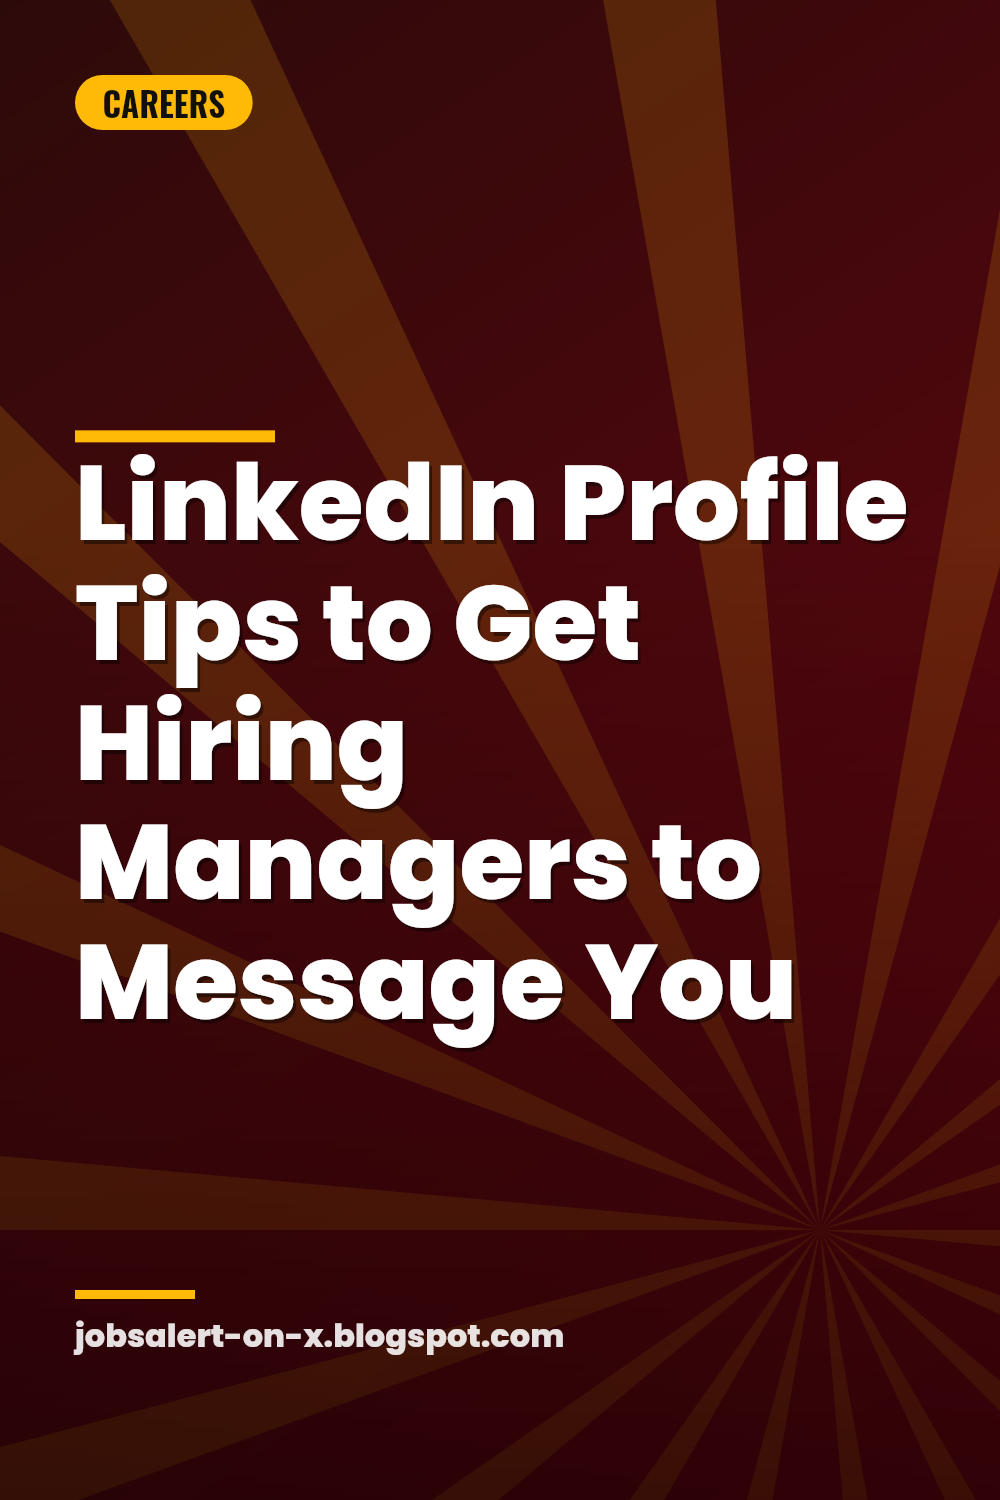 CAREERS
LinkedIn Profile
Tips to Get
Hiring
Managers to
Message You
jobsalert-on-x.blogspot.com